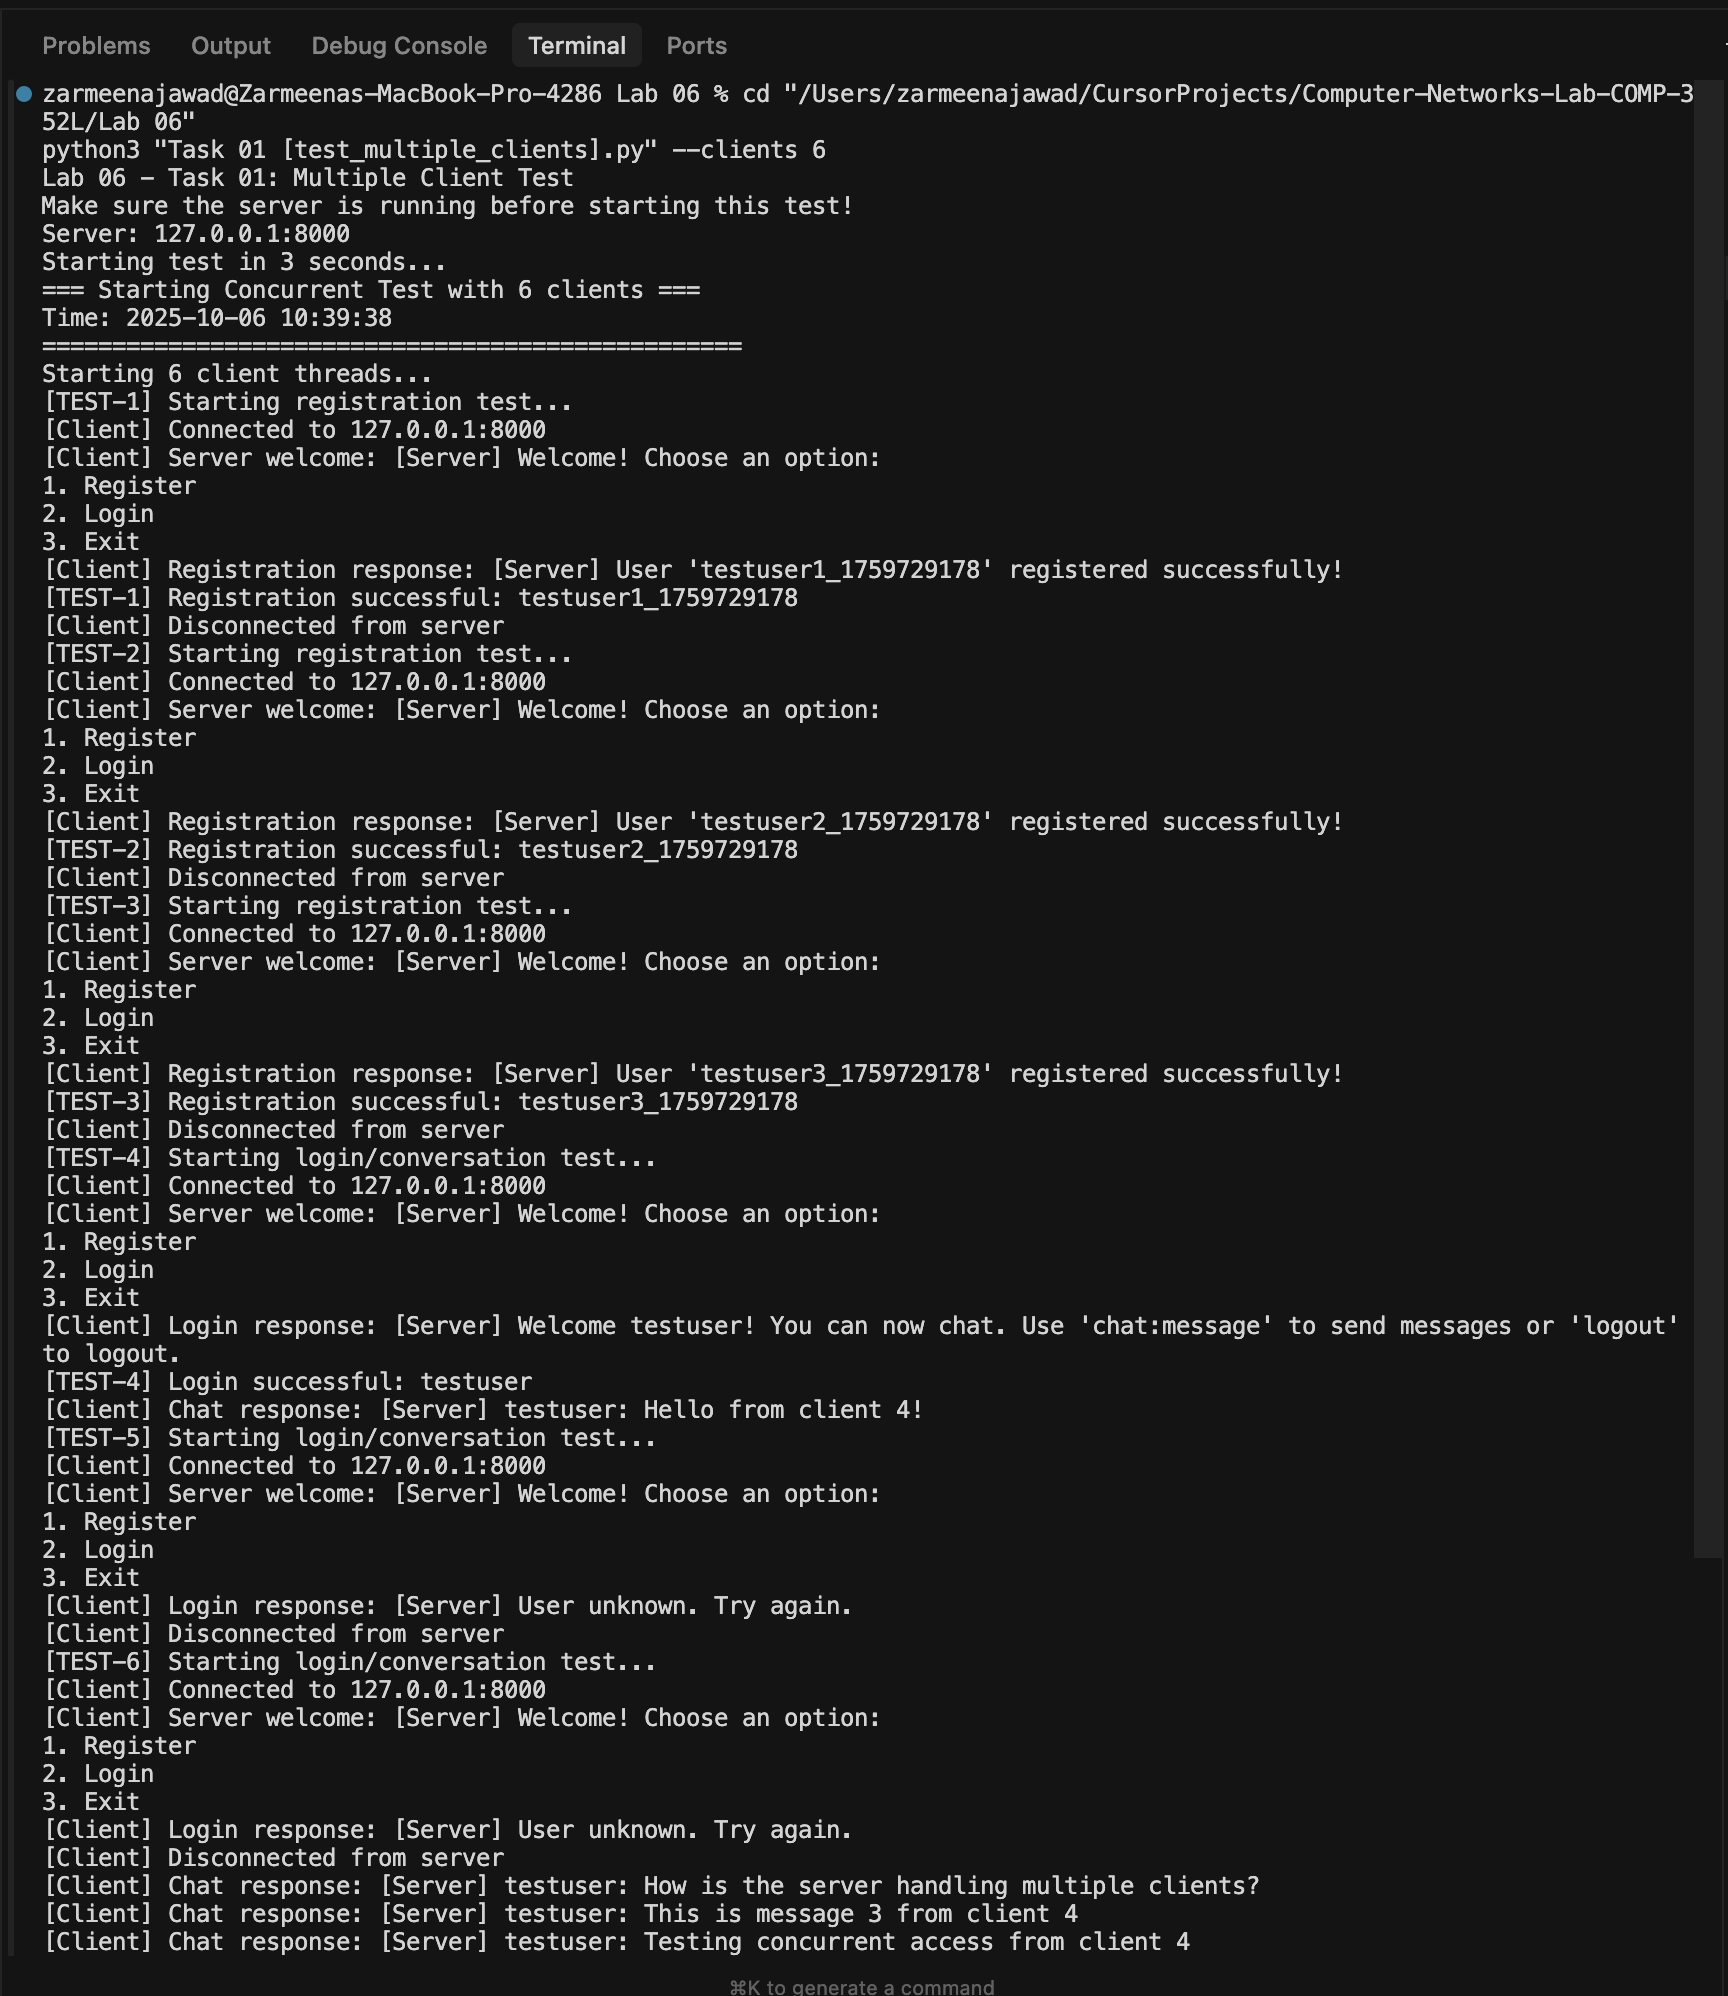 Problems Output Debug Console Terminal Ports
zarmeenajawad@Zarmeenas-MacBook-Pro-4286 Lab 06 % cd "/Users/zarmeenajawad/CursorProjects/Computer-Networks-Lab-COMP-3
52L/Lab 06"
python3 "Task 01 [test_multiple_clients].py" --clients 6
Lab 06 - Task 01: Multiple Client Test
Make sure the server is running before starting this test!
Server: 127.0.0.1:8000
Starting test in 3 seconds...
=== Starting Concurrent Test with 6 clients ===
Time: 2025-10-06 10:39:38
==================================================
Starting 6 client threads...
[TEST-1] Starting registration test...
[Client] Connected to 127.0.0.1:8000
[Client] Server welcome: [Server] Welcome! Choose an option:
1. Register
2. Login
3. Exit
[Client] Registration response: [Server] User 'testuser1_1759729178' registered successfully!
[TEST-1] Registration successful: testuser1_1759729178
[Client] Disconnected from server
[TEST-2] Starting registration test...
[Client] Connected to 127.0.0.1:8000
[Client] Server welcome: [Server] Welcome! Choose an option:
1. Register
2. Login
3. Exit
[Client] Registration response: [Server] User 'testuser2_1759729178' registered successfully!
[TEST-2] Registration successful: testuser2_1759729178
[Client] Disconnected from server
[TEST-3] Starting registration test...
[Client] Connected to 127.0.0.1:8000
[Client] Server welcome: [Server] Welcome! Choose an option:
1. Register
2. Login
3. Exit
[Client] Registration response: [Server] User 'testuser3_1759729178' registered successfully!
[TEST-3] Registration successful: testuser3_1759729178
[Client] Disconnected from server
[TEST-4] Starting login/conversation test...
[Client] Connected to 127.0.0.1:8000
[Client] Server welcome: [Server] Welcome! Choose an option:
1. Register
2. Login
3. Exit
[Client] Login response: [Server] Welcome testuser! You can now chat. Use 'chat:message' to send messages or 'logout'
to logout.
[TEST-4] Login successful: testuser
[Client] Chat response: [Server] testuser: Hello from client 4!
[TEST-5] Starting login/conversation test...
[Client] Connected to 127.0.0.1:8000
[Client] Server welcome: [Server] Welcome! Choose an option:
1. Register
2. Login
3. Exit
[Client] Login response: [Server] User unknown. Try again.
[Client] Disconnected from server
[TEST-6] Starting login/conversation test...
[Client] Connected to 127.0.0.1:8000
[Client] Server welcome: [Server] Welcome! Choose an option:
1. Register
2. Login
3. Exit
[Client] Login response: [Server] User unknown. Try again.
[Client] Disconnected from server
[Client] Chat response: [Server] testuser: How is the server handling multiple clients?
[Client] Chat response: [Server] testuser: This is message 3 from client 4
[Client] Chat response: [Server] testuser: Testing concurrent access from client 4
⌘K to generate a command